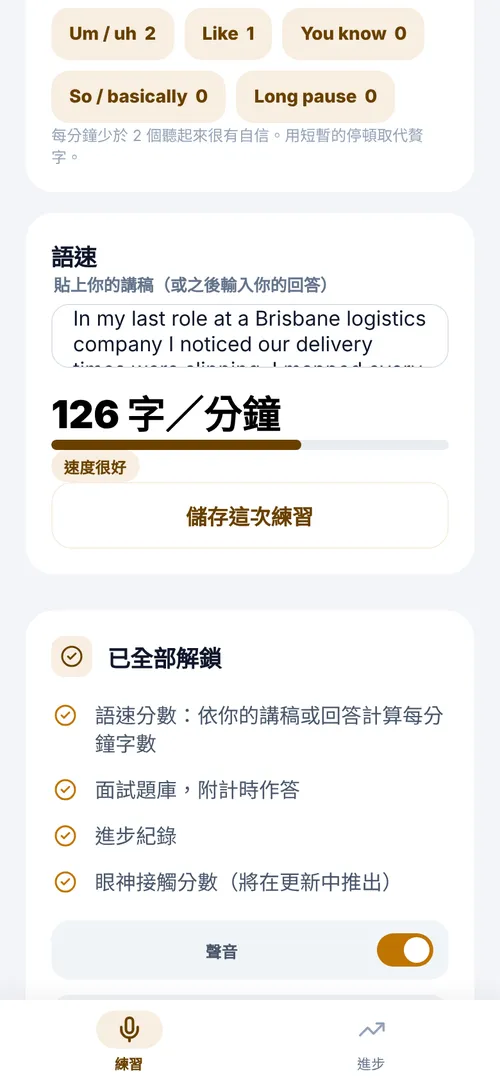 Um / uh 2
Like 1
You know 0
So / basically 0
Long pause 0
每分鐘少於 2 個聽起來很有自信。用短暫的停頓取代贅
字。
語速
貼上你的講稿（或之後輸入你的回答）
In my last role at a Brisbane logistics
company I noticed our delivery
times were slipping. I mapped every
126 字／分鐘
速度很好
儲存這次練習
已全部解鎖
語速分數：依你的講稿或回答計算每分
鐘字數
面試題庫，附計時作答
進步紀錄
眼神接觸分數（將在更新中推出）
聲音
練習
進步